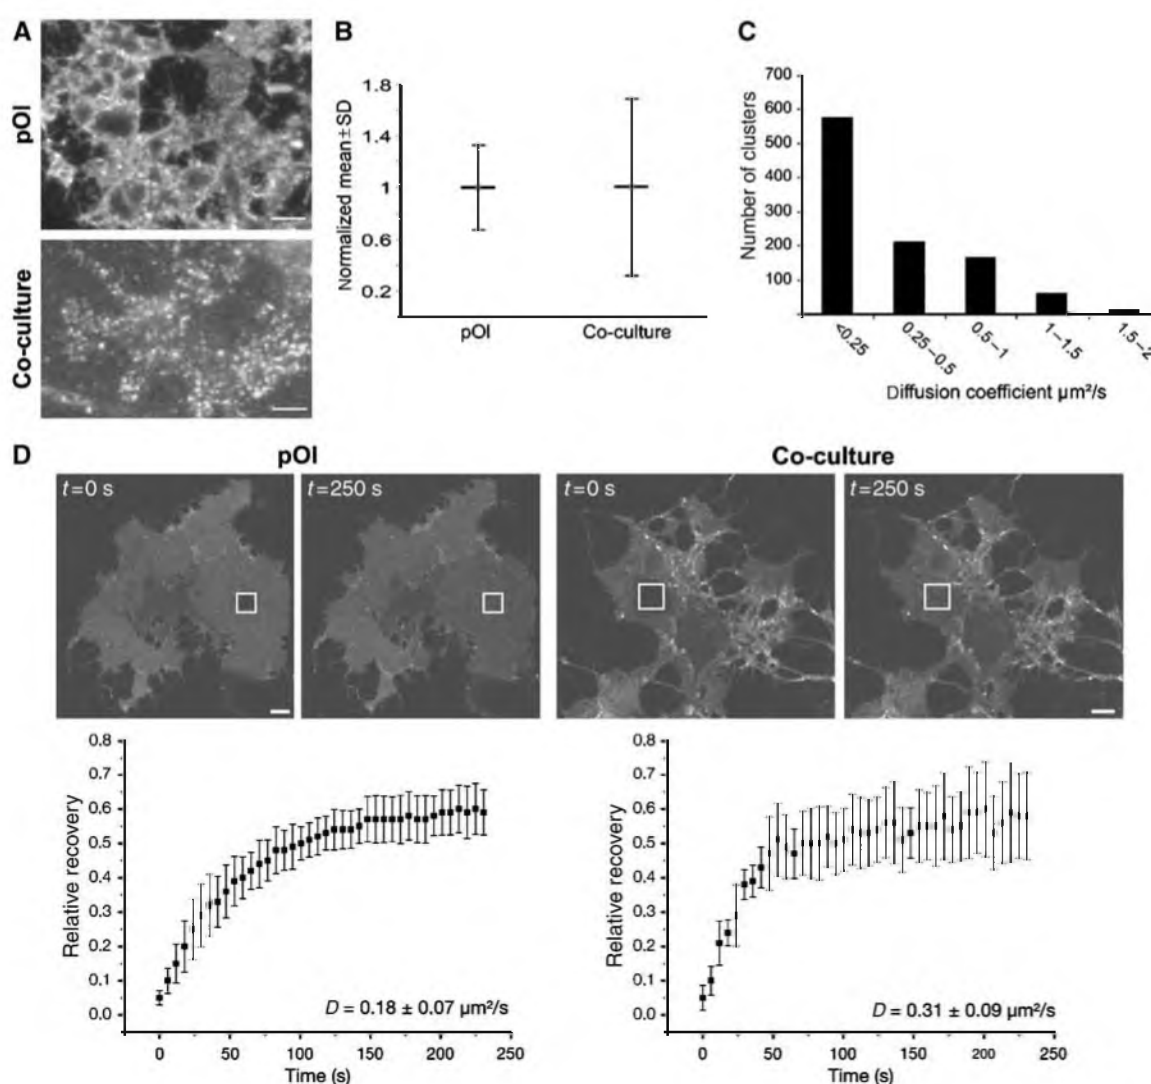 A
pOl
Co-culture
B
Normalized mean±SD
1.8
1.4
1
0.6
0.2
pOl
Co-culture
C
Number of clusters
700
600
500
400
300
200
100
<0.25
0.25–0.5
0.5–1
1–1.5
1.5–2
Diffusion coefficient μm²/s
D
pOl
Co-culture
t=0 s
t=250 s
t=0 s
t=250 s
Relative recovery
0.8
0.7
0.6
0.5
0.4
0.3
0.2
0.1
0.0
D = 0.18 ± 0.07 μm²/s
0 50 100 150 200 250
Time (s)
Relative recovery
0.8
0.7
0.6
0.5
0.4
0.3
0.2
0.1
0.0
D = 0.31 ± 0.09 μm²/s
0 50 100 150 200 250
Time (s)